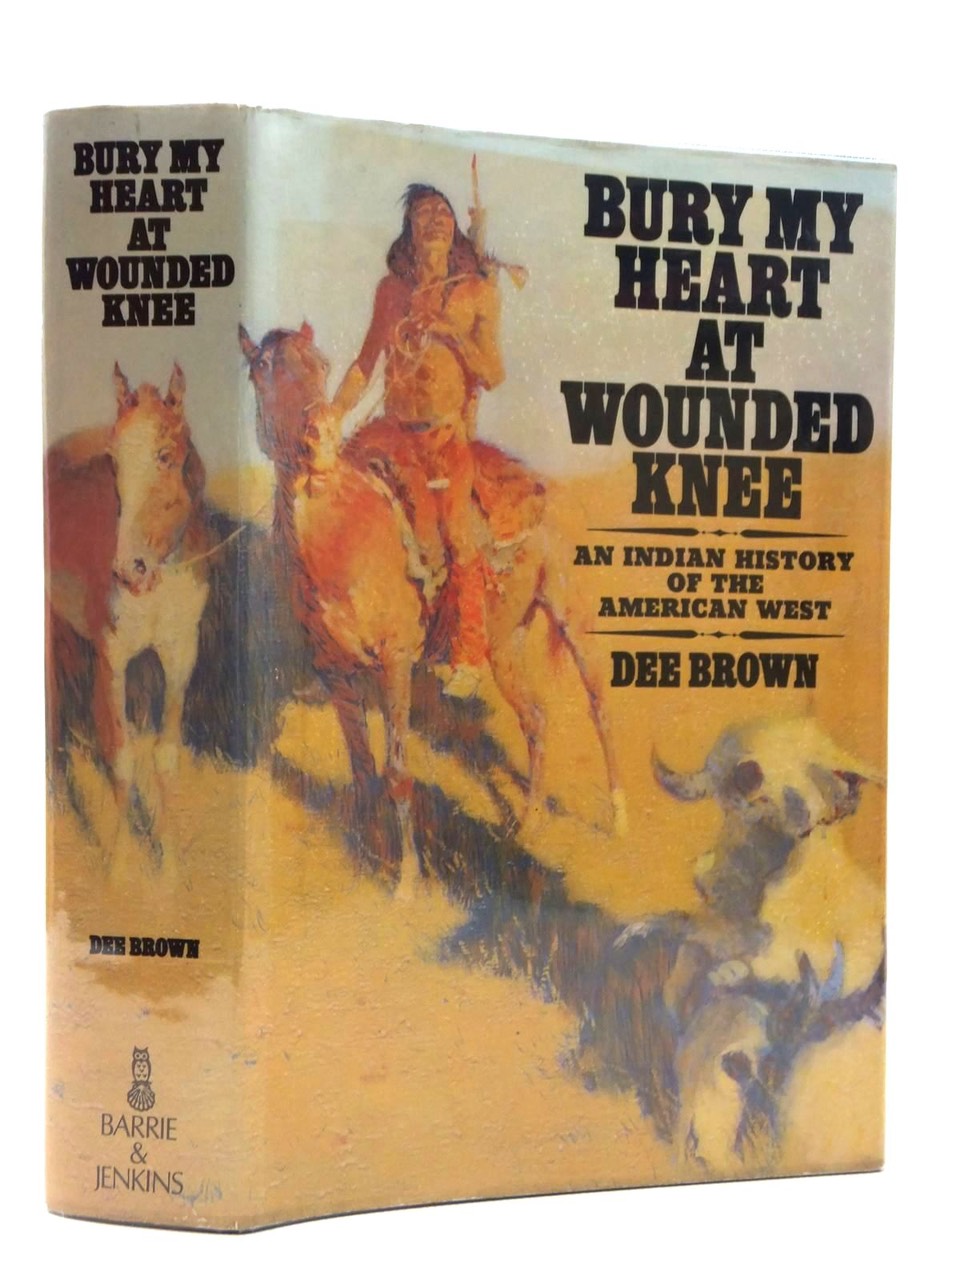 BURY MY
HEART
AT
WOUNDED
KNEE
DEE BROWN
BARRIE
&
JENKINS
BURY MY
HEART
AT
WOUNDED
KNEE
AN INDIAN HISTORY
OF THE
AMERICAN WEST
DEE BROWN